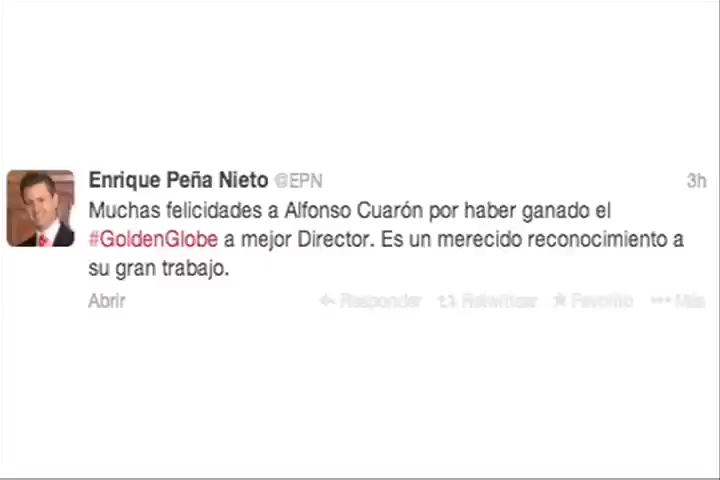 Enrique Peña Nieto @EPN 3h
Muchas felicidades a Alfonso Cuarón por haber ganado el
#GoldenGlobe a mejor Director. Es un merecido reconocimiento a
su gran trabajo.
Abrir Responder Retwittear Favorito Más